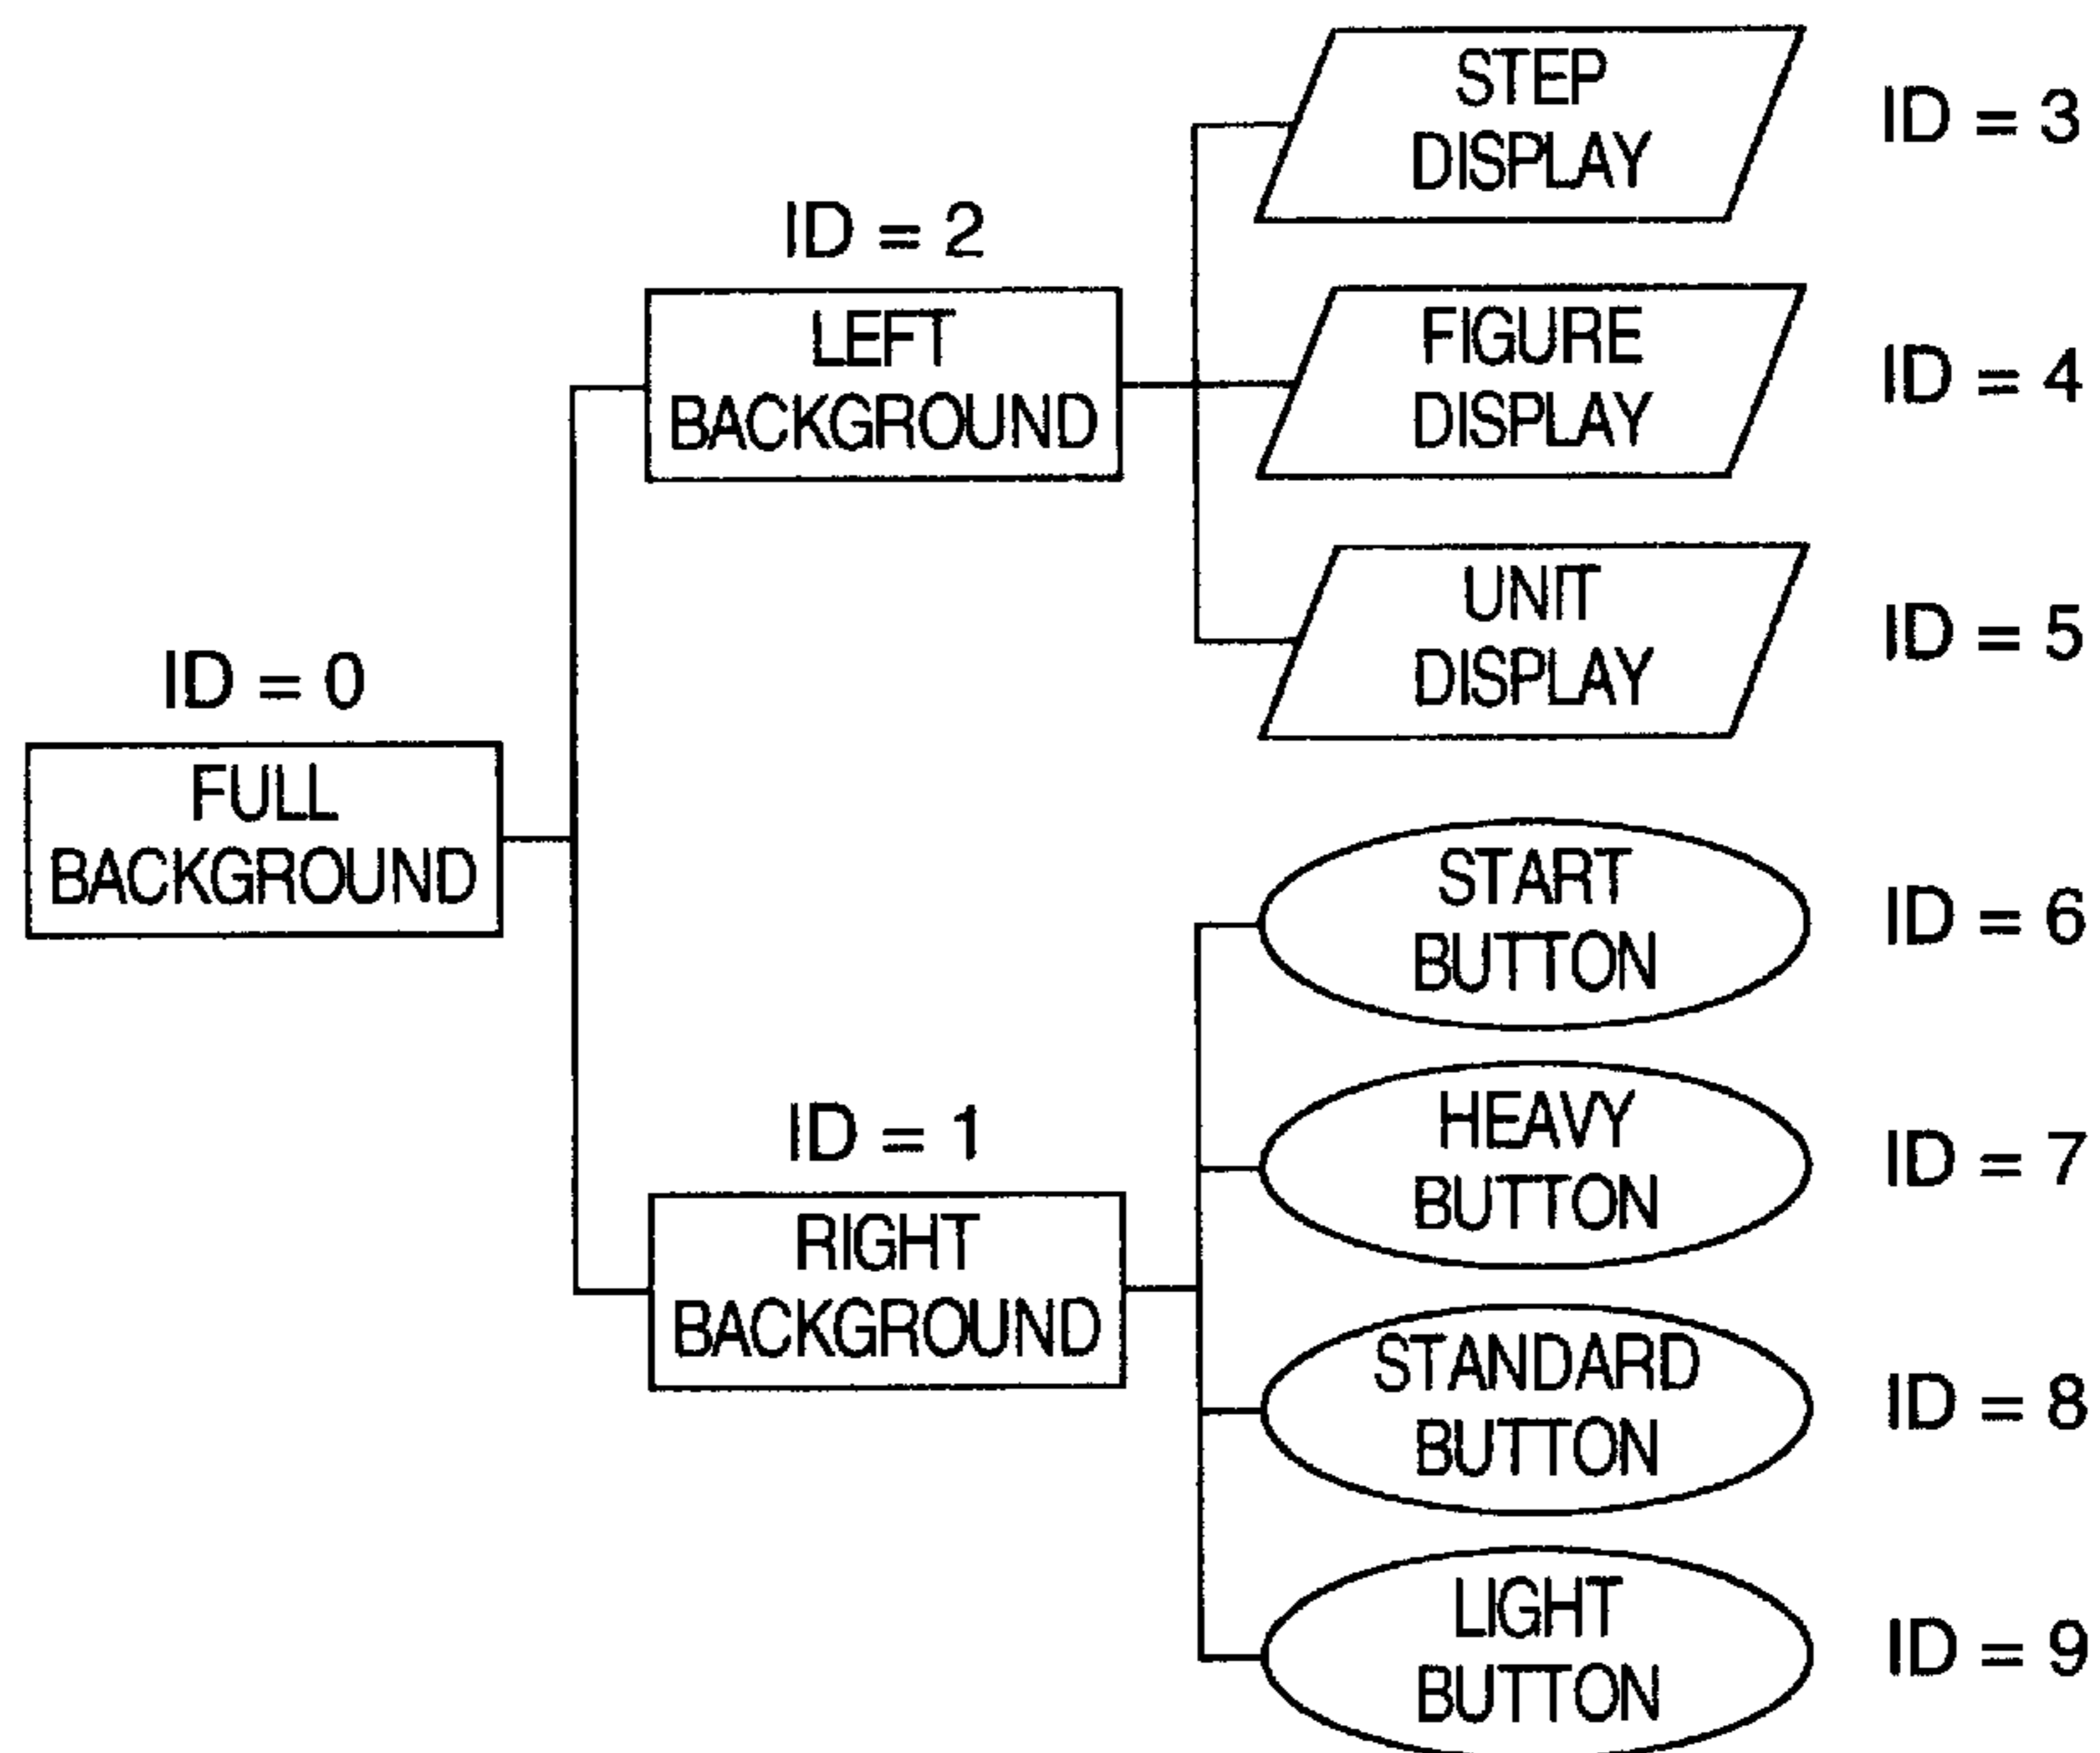 STEP
DISPLAY
ID = 3
ID = 2
LEFT
BACKGROUND
FIGURE
DISPLAY
ID = 4
UNIT
DISPLAY
ID = 5
ID = 0
FULL
BACKGROUND
START
BUTTON
ID = 6
HEAVY
BUTTON
ID = 7
ID = 1
RIGHT
BACKGROUND
STANDARD
BUTTON
ID = 8
LIGHT
BUTTON
ID = 9